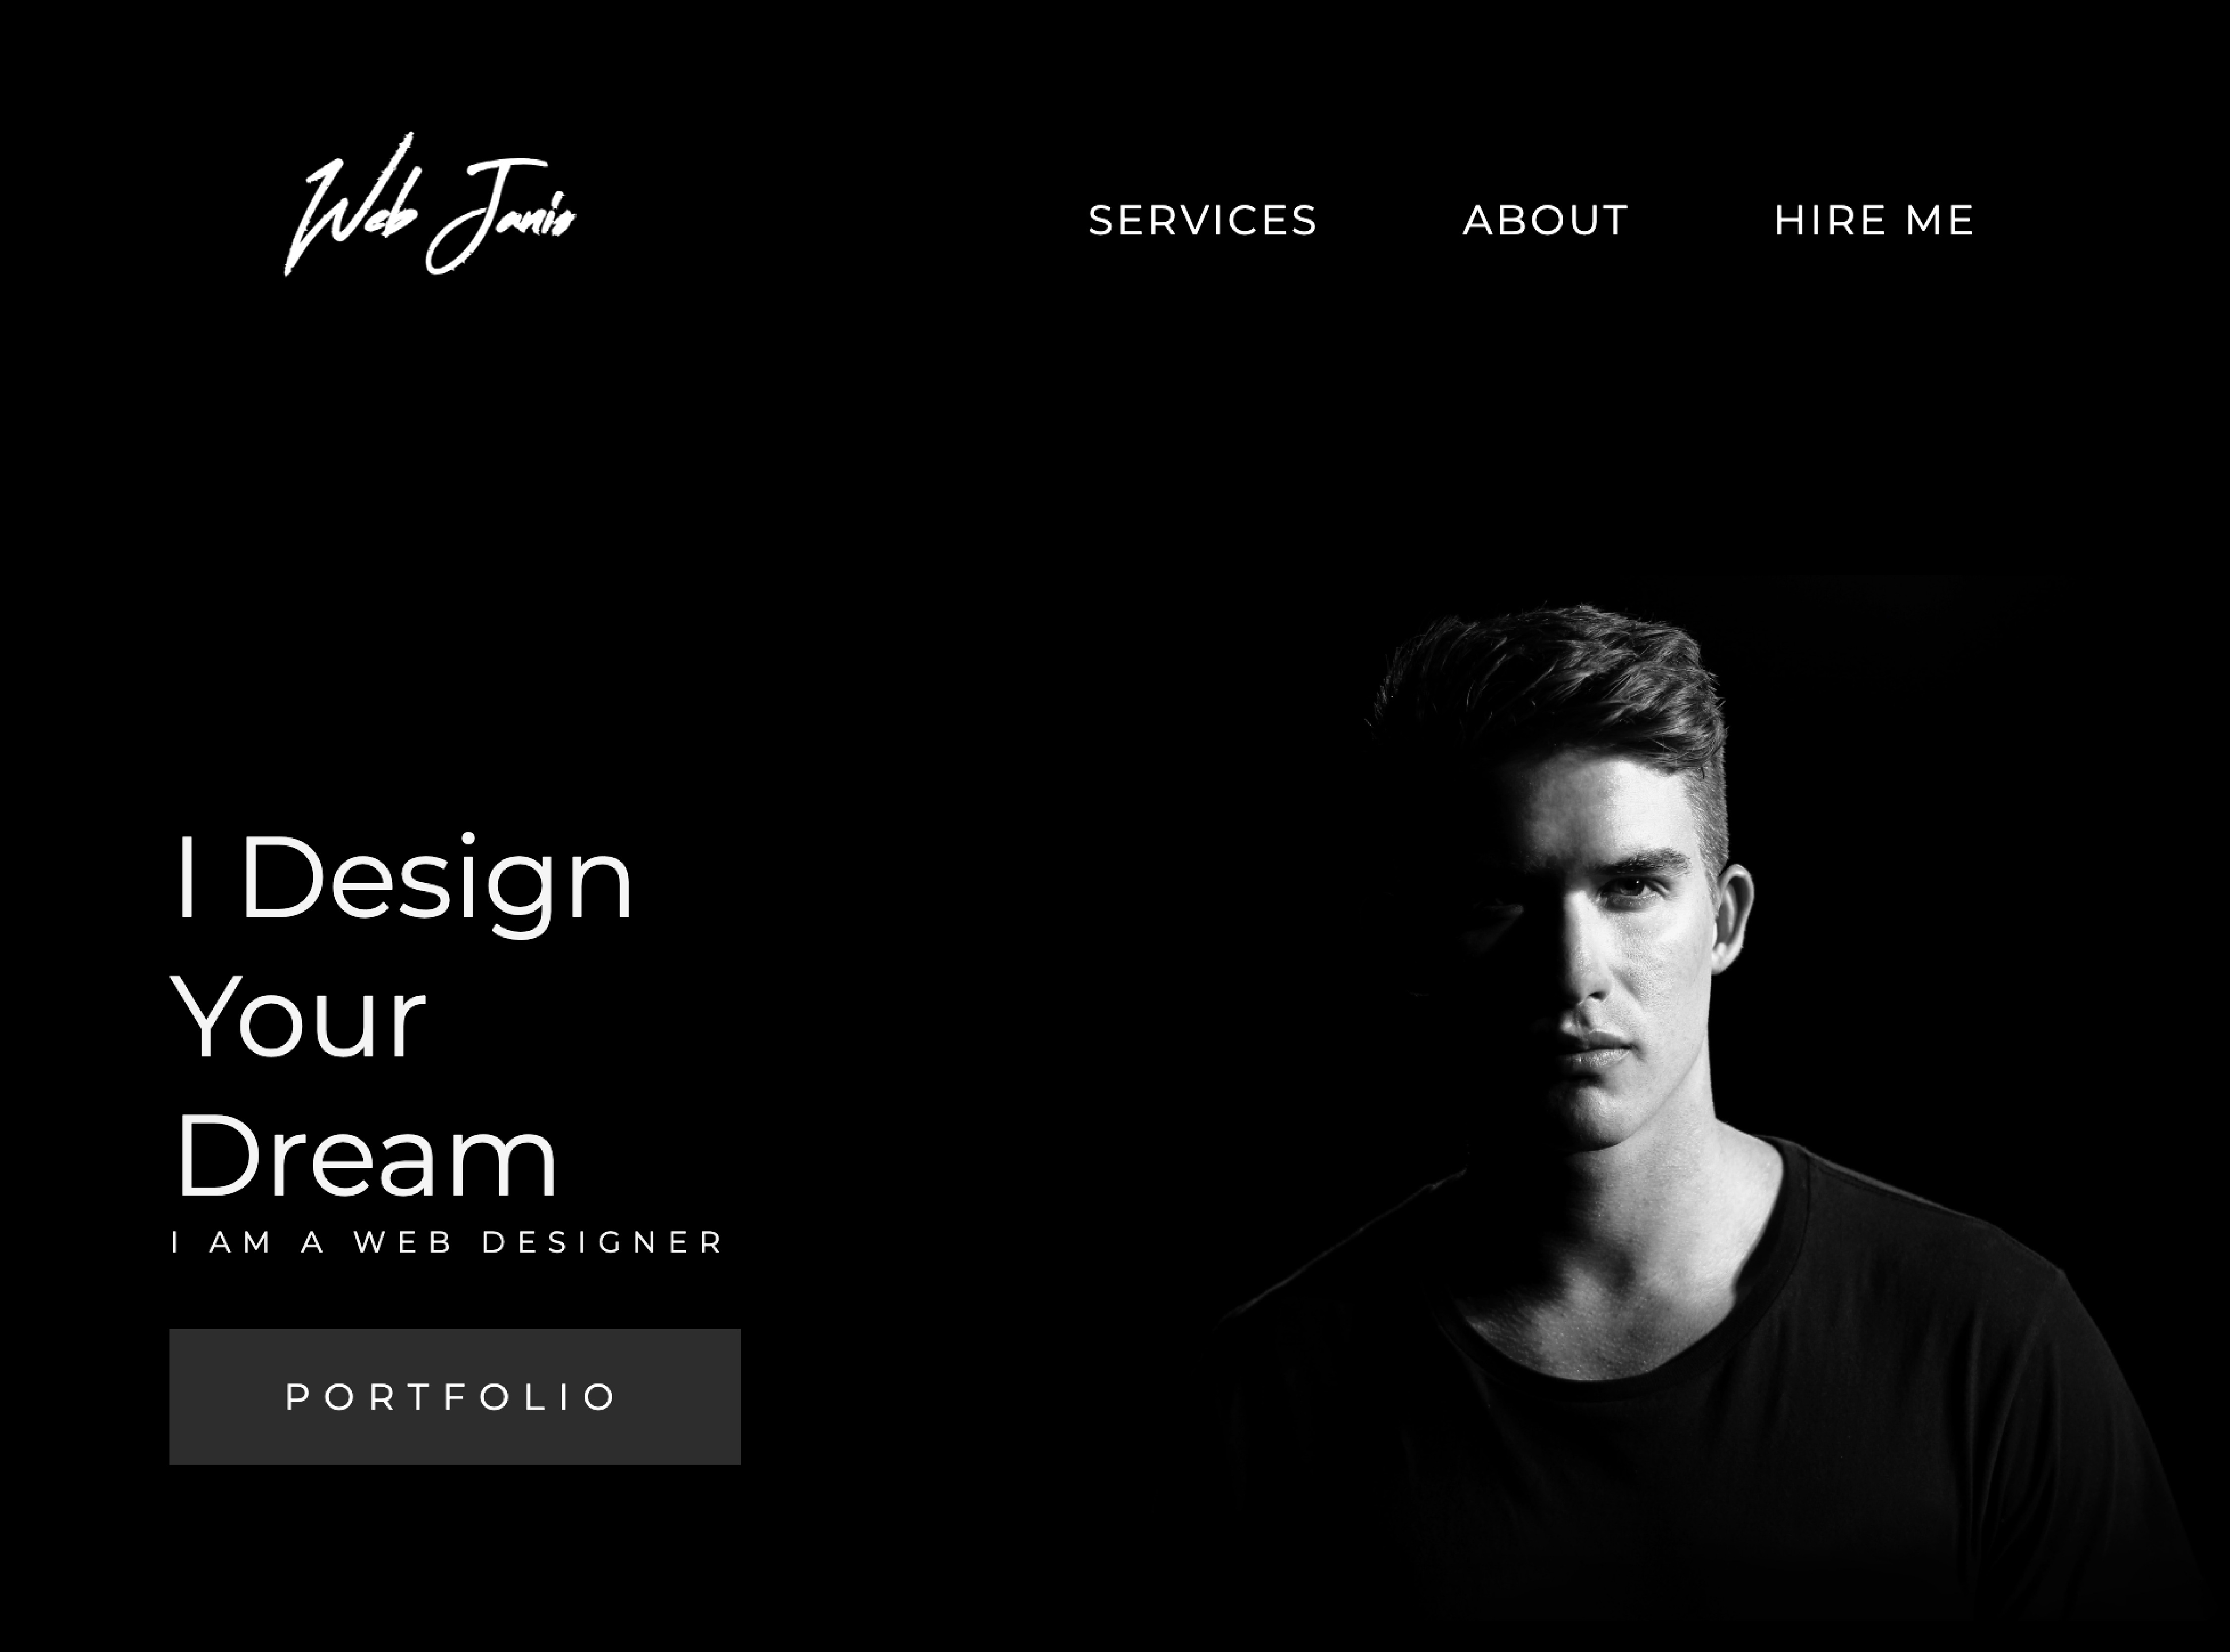 Web Janis
SERVICES ABOUT HIRE ME
I Design
Your
Dream
I AM A WEB DESIGNER
PORTFOLIO